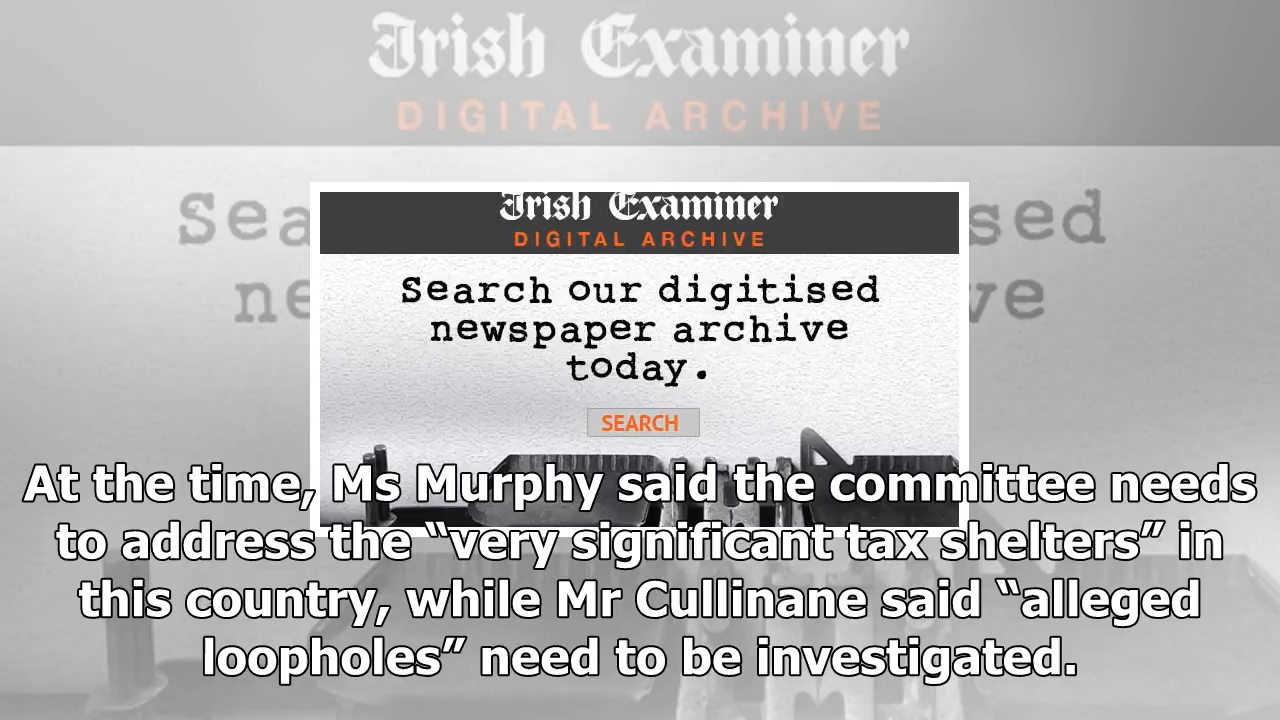 Irish Examiner
DIGITAL ARCHIVE
Irish Examiner
DIGITAL ARCHIVE
Search our digitised
newspaper archive
today.
SEARCH
At the time, Ms Murphy said the committee needs
to address the “very significant tax shelters” in
this country, while Mr Cullinane said “alleged
loopholes” need to be investigated.